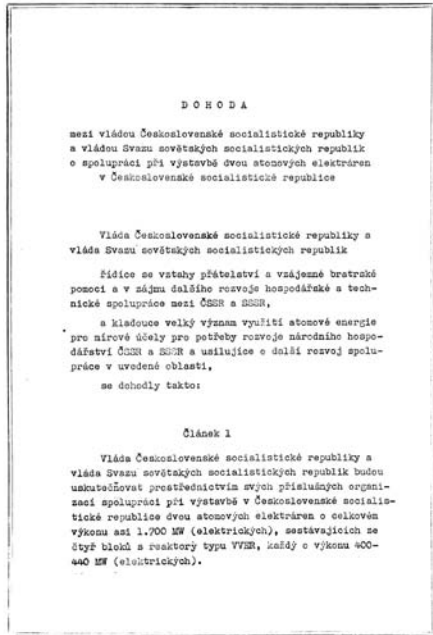 D O H O D A
mezi vládou Československé socialistické republiky
a vládou Svazu sovětských socialistických republik
o spolupráci při výstavbě dvou atomových elektráren
v Československé socialistické republice
Vláda Československé socialistické republiky a
vláda Svazu sovětských socialistických republik
řídíce se vztahy přátelství a vzájemné bratrské
pomoci a v zájmu dalšího rozvoje hospodářské a tech-
nické spolupráce mezi ČSSR a SSSR,
a kladouce velký význam využití atomové energie
pro mírové účely pro potřeby rozvoje národního hospo-
dářství ČSSR a SSSR a usilujíce o další rozvoj spolu-
práce v uvedené oblasti,
se dohodly takto:
Článek 1
Vláda Československé socialistické republiky a
vláda Svazu sovětských socialistických republik budou
uskutečňovat prostřednictvím svých příslušných organi-
zací spolupráci při výstavbě v Československé socialis-
tické republice dvou atomových elektráren o celkovém
výkonu asi 1.700 MW (elektrických), sestávajících ze
čtyř bloků s reaktory typu VVER, každý o výkonu 400-
440 MW (elektrických).